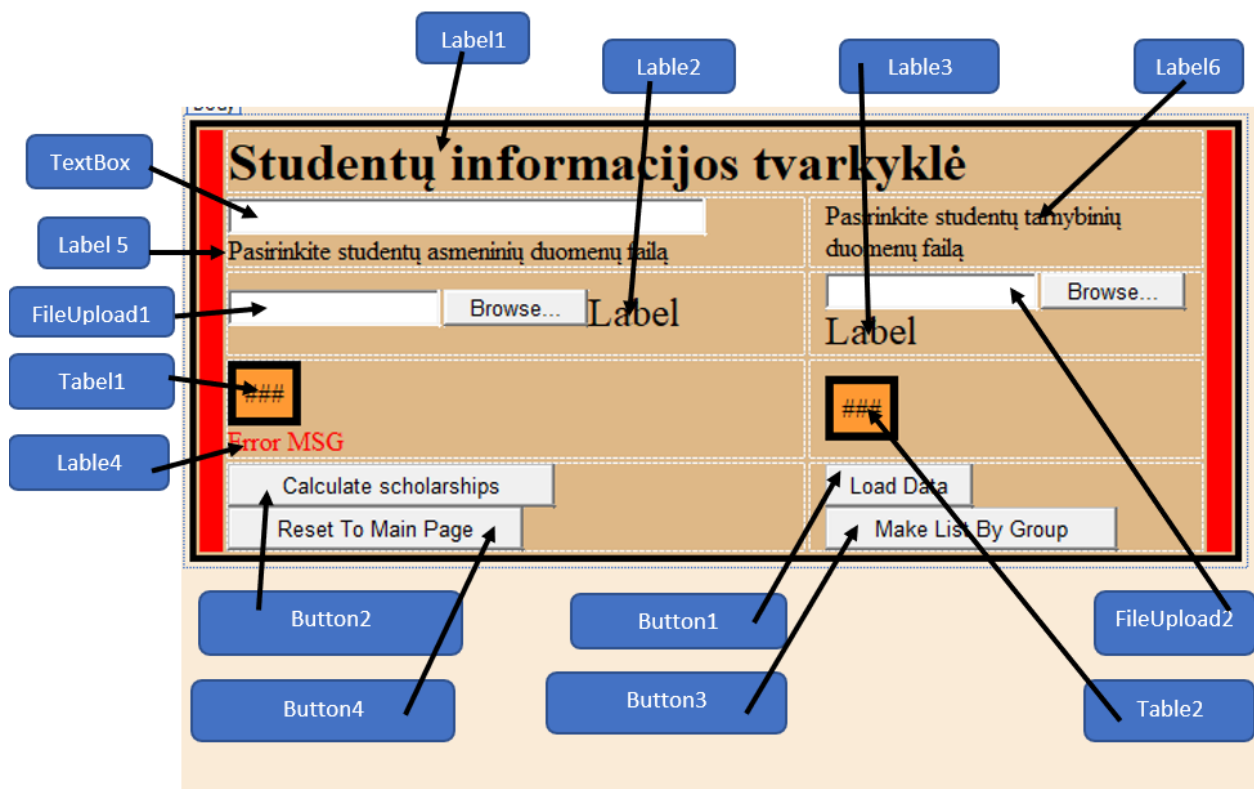 Label1
Lable2
Lable3
Label6
body
TextBox
Studentų informacijos tvarkyklė
Label 5
Pasirinkite studentų asmeninių duomenų failą
Pasirinkite studentų tarnybinių
duomenų failą
FileUpload1
Browse...
Label
Browse...
Label
Tabel1
###
###
Lable4
Error MSG
Calculate scholarships
Load Data
Reset To Main Page
Make List By Group
Button2
Button1
FileUpload2
Button4
Button3
Table2